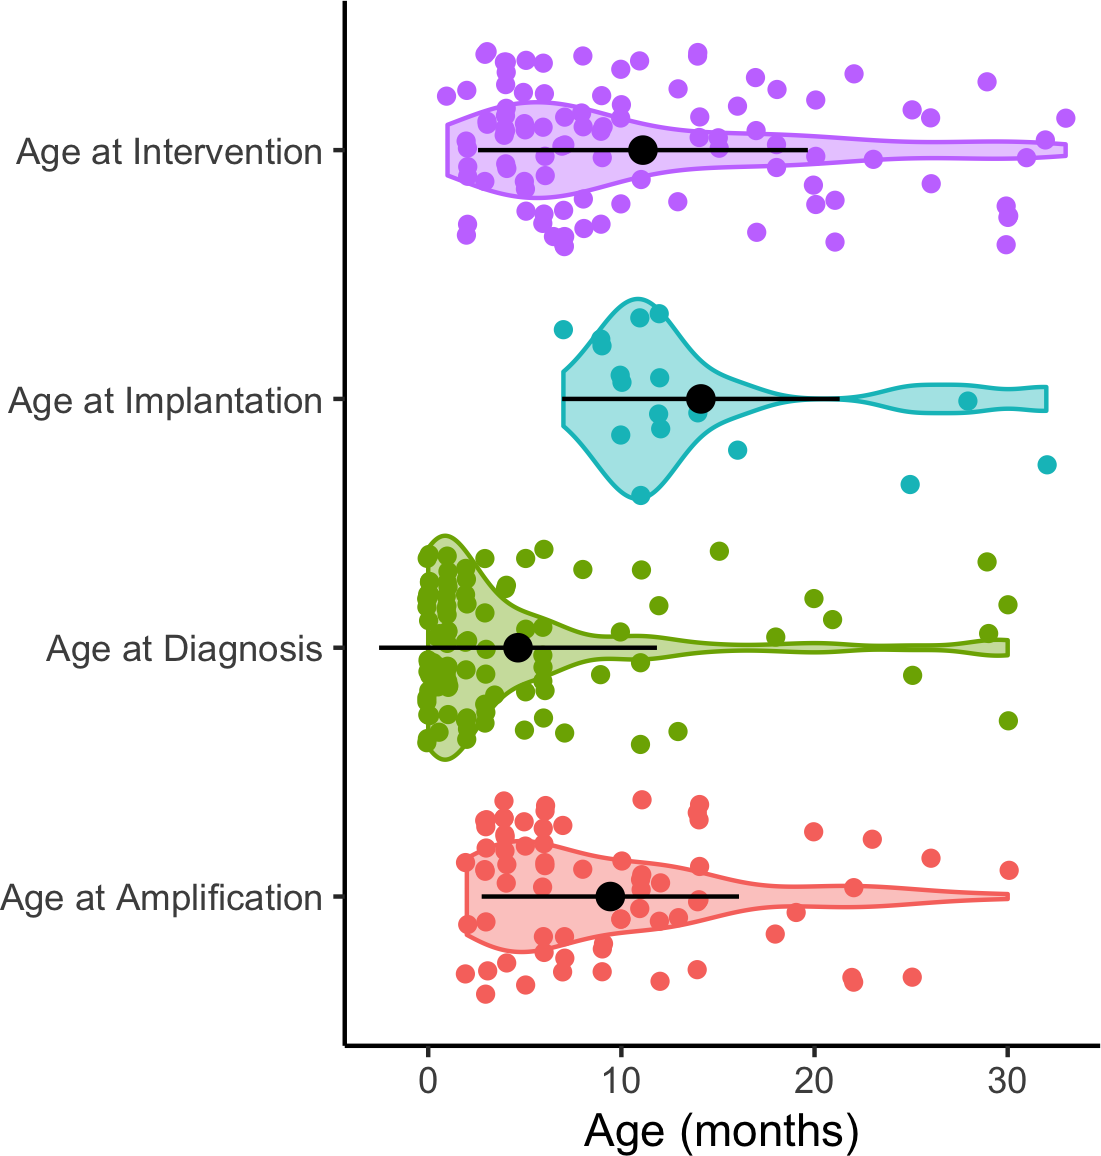 Age at Intervention
Age at Implantation
Age at Diagnosis
Age at Amplification
0 10 20 30
Age (months)